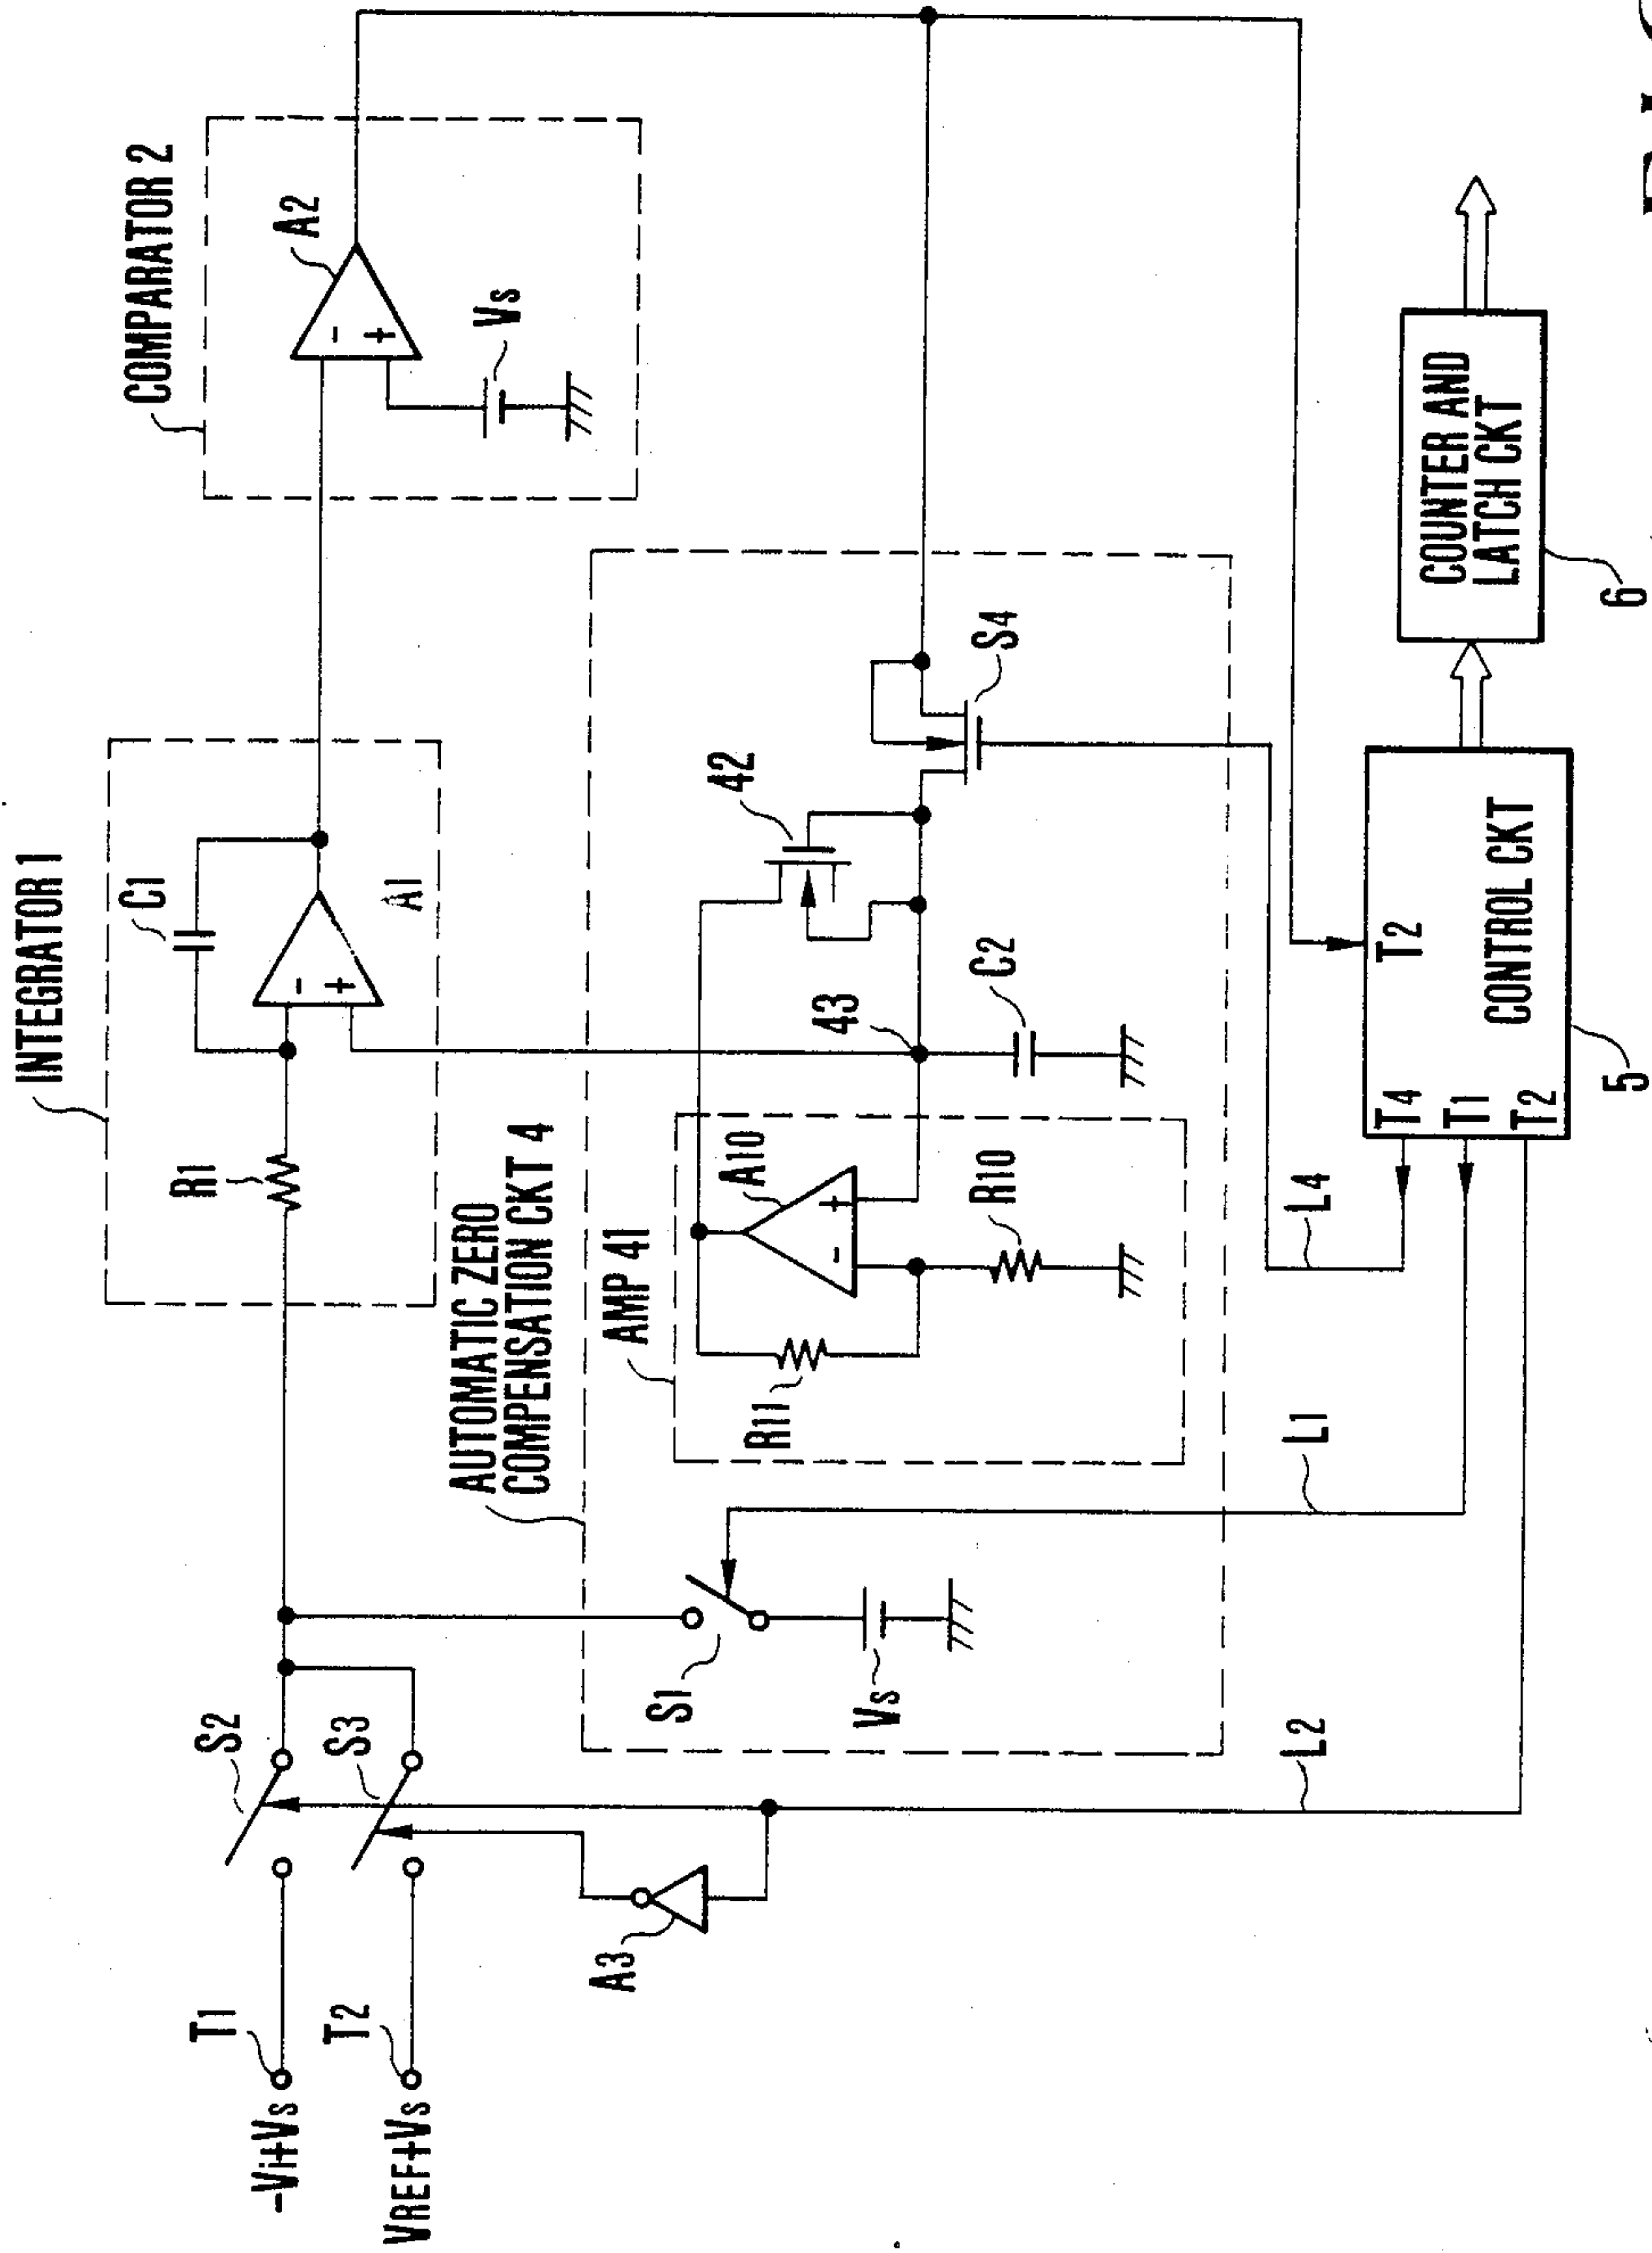 INTEGRATOR 1
C1
R1
A1
COMPARATOR 2
A2
Vs
S2
S3
T1
-Vi+Vs
T2
VREF+Vs
A3
AUTOMATIC ZERO
COMPENSATION CKT 4
AMP 41
A10
R11
R10
S1
Vs
42
43
C2
S4
L1
L2
L4
T4
T1
T2
T2
CONTROL CKT
5
COUNTER AND
LATCH CKT
6